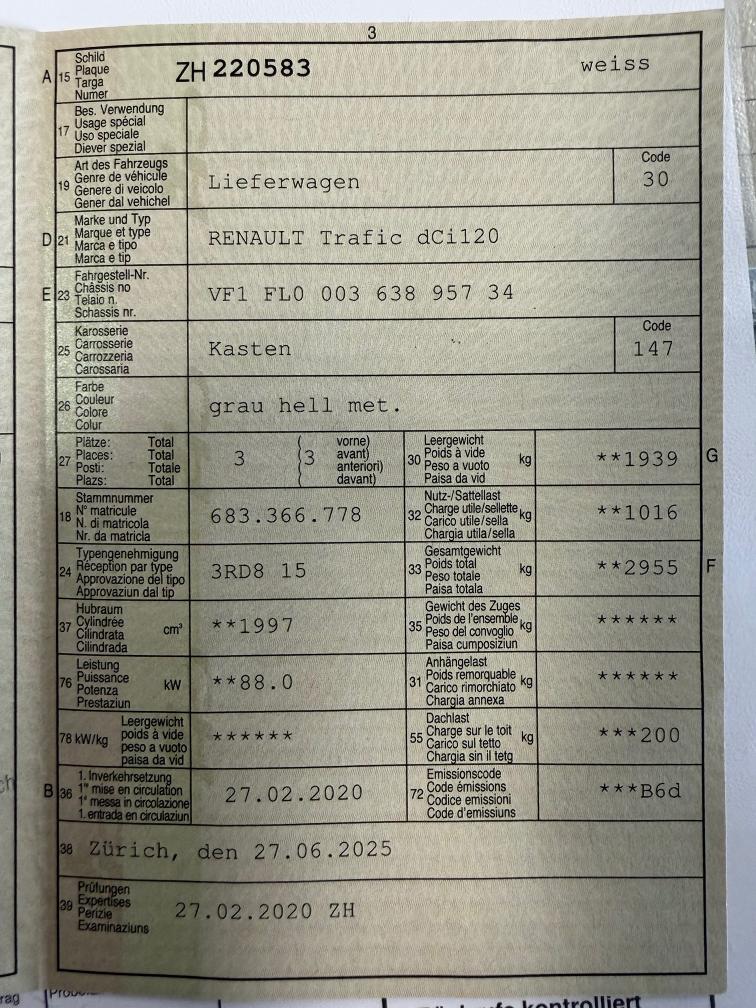 3
A 15 Schild
Plaque
Targa
Numer
ZH 220583 weiss
17 Bes. Verwendung
Usage spécial
Uso speciale
Diever spezial
19 Art des Fahrzeugs
Genre de véhicule
Genere di veicolo
Gener dal vehichel
Lieferwagen
Code
30
D 21 Marke und Typ
Marque et type
Marca e tipo
Marca e tip
RENAULT Trafic dCi120
E 23 Fahrgestell-Nr.
Châssis no
Telaio n.
Schassis nr.
VF1 FL0 003 638 957 34
25 Karosserie
Carrosserie
Carrozzeria
Carossaria
Kasten
Code
147
26 Farbe
Couleur
Colore
Colur
grau hell met.
27 Plätze: Total
Places: Total
Posti: Totale
Plazs: Total
3 (3 vorne)
avant)
anteriori)
davant)
30 Leergewicht
Poids à vide
Peso a vuoto
Paisa da vid
kg
**1939 G
18 Stammnummer
N° matricule
N. di matricola
Nr. da matricla
683.366.778
32 Nutz-/Sattellast
Charge utile/sellette
Carico utile/sella
Chargia utila/sella
kg
**1016
24 Typengenehmigung
Réception par type
Approvazione del tipo
Approvaziun dal tip
3RD8 15
33 Gesamtgewicht
Poids total
Peso totale
Paisa totala
kg
**2955 F
37 Hubraum
Cylindrée
Cilindrata
Cilindrada
cm³
**1997
35 Gewicht des Zuges
Poids de l'ensemble
Peso del convoglio
Paisa cumposiziun
kg
******
76 Leistung
Puissance
Potenza
Prestaziun
kW
**88.0
31 Anhängelast
Poids remorquable
Carico rimorchiato
Chargia annexa
kg
******
78 kW/kg Leergewicht
poids à vide
peso a vuoto
paisa da vid
******
55 Dachlast
Charge sur le toit
Carico sul tetto
Chargia sin il tetg
kg
***200
B 36 1. Inverkehrsetzung
1re mise en circulation
1a messa in circolazione
1. entrada en circulaziun
27.02.2020
72 Emissionscode
Code émissions
Codice emissioni
Code d'emissiuns
***B6d
38 Zürich, den 27.06.2025
39 Prüfungen
Expertises
Perizie
Examinaziuns
27.02.2020 ZH
kontrolliert